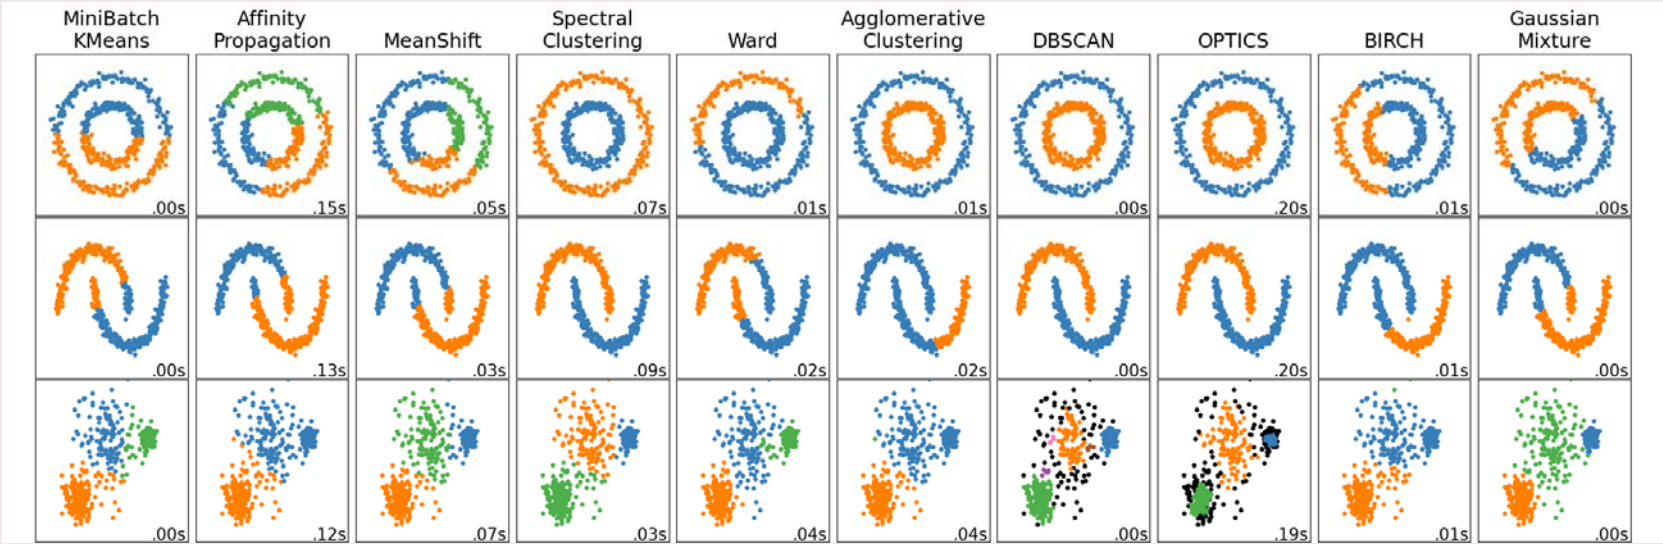 MiniBatch
KMeans
Affinity
Propagation
MeanShift
Spectral
Clustering
Ward
Agglomerative
Clustering
DBSCAN
OPTICS
BIRCH
Gaussian
Mixture
.00s
.15s
.05s
.07s
.01s
.01s
.00s
.20s
.01s
.00s
.00s
.13s
.03s
.09s
.02s
.02s
.00s
.20s
.01s
.00s
.00s
.12s
.07s
.03s
.04s
.04s
.00s
.19s
.01s
.00s